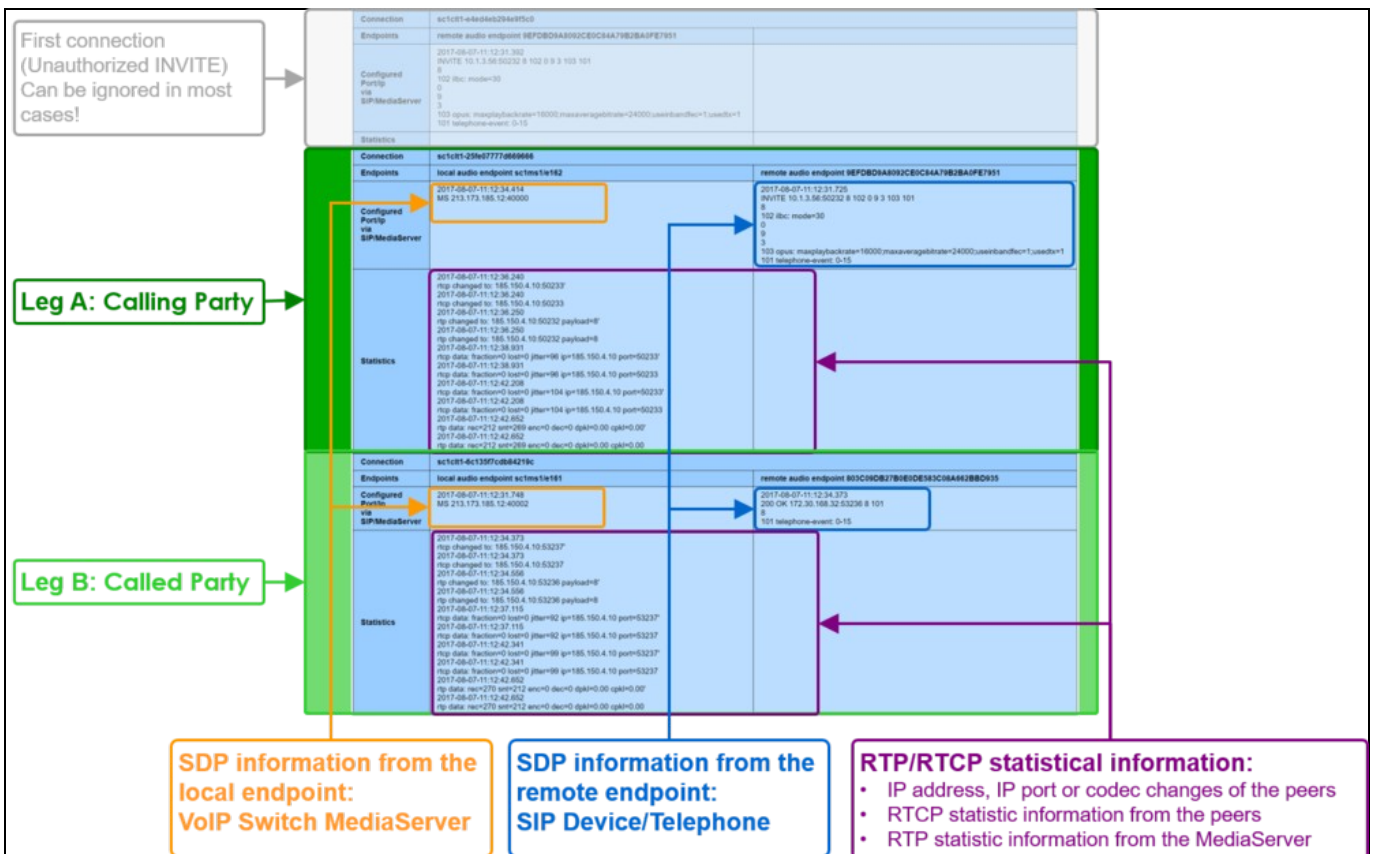 First connection
(Unauthorized INVITE)
Can be ignored in most
cases!
Connection sc1clt1-e4ed4eb294e9f5c0
Endpoints remote audio endpoint 9EFDBD9A8092CE0C84A79B2BA0FE7951
Configured
Port/Ip
via
SIP/MediaServer
2017-08-07-11:12:31.392
INVITE 10.1.3.56:50232 8 102 0 9 3 103 101
8
102 ilbc: mode=30
0
9
3
103 opus: maxplaybackrate=16000;maxaveragebitrate=24000;useinbandfec=1;usedtx=1
101 telephone-event: 0-15
Statistics
Leg A: Calling Party
Connection sc1clt1-25fe07777d669666
Endpoints local audio endpoint sc1ms1/e162 remote audio endpoint 9EFDBD9A8092CE0C84A79B2BA0FE7951
Configured
Port/Ip
via
SIP/MediaServer
2017-08-07-11:12:34.414
MS 213.173.185.12:40000
2017-08-07-11:12:31.725
INVITE 10.1.3.56:50232 8 102 0 9 3 103 101
8
102 ilbc: mode=30
0
9
3
103 opus: maxplaybackrate=16000;maxaveragebitrate=24000;useinbandfec=1;usedtx=1
101 telephone-event: 0-15
Statistics
2017-08-07-11:12:36.240
rtcp changed to: 185.150.4.10:50233'
2017-08-07-11:12:36.240
rtcp changed to: 185.150.4.10:50233
2017-08-07-11:12:36.250
rtp changed to: 185.150.4.10:50232 payload=8'
2017-08-07-11:12:36.250
rtp changed to: 185.150.4.10:50232 payload=8
2017-08-07-11:12:38.931
rtcp data: fraction=0 lost=0 jitter=96 ip=185.150.4.10 port=50233'
2017-08-07-11:12:38.931
rtcp data: fraction=0 lost=0 jitter=96 ip=185.150.4.10 port=50233
2017-08-07-11:12:42.208
rtcp data: fraction=0 lost=0 jitter=104 ip=185.150.4.10 port=50233'
2017-08-07-11:12:42.208
rtcp data: fraction=0 lost=0 jitter=104 ip=185.150.4.10 port=50233
2017-08-07-11:12:42.652
rtp data: rec=212 snt=269 enc=0 dec=0 dpkl=0.00 cpkl=0.00'
2017-08-07-11:12:42.652
rtp data: rec=212 snt=269 enc=0 dec=0 dpkl=0.00 cpkl=0.00
Leg B: Called Party
Connection sc1clt1-6c135f7cdb84219c
Endpoints local audio endpoint sc1ms1/e161 remote audio endpoint 803C09DB27B0E0DE583C08A662BBD935
Configured
Port/Ip
via
SIP/MediaServer
2017-08-07-11:12:31.748
MS 213.173.185.12:40002
2017-08-07-11:12:34.373
200 OK 172.30.168.32:53236 8 101
8
101 telephone-event: 0-15
Statistics
2017-08-07-11:12:34.373
rtcp changed to: 185.150.4.10:53237'
2017-08-07-11:12:34.373
rtcp changed to: 185.150.4.10:53237
2017-08-07-11:12:34.556
rtp changed to: 185.150.4.10:53236 payload=8'
2017-08-07-11:12:34.556
rtp changed to: 185.150.4.10:53236 payload=8
2017-08-07-11:12:37.115
rtcp data: fraction=0 lost=0 jitter=92 ip=185.150.4.10 port=53237'
2017-08-07-11:12:37.115
rtcp data: fraction=0 lost=0 jitter=92 ip=185.150.4.10 port=53237
2017-08-07-11:12:42.341
rtcp data: fraction=0 lost=0 jitter=99 ip=185.150.4.10 port=53237'
2017-08-07-11:12:42.341
rtcp data: fraction=0 lost=0 jitter=99 ip=185.150.4.10 port=53237
2017-08-07-11:12:42.652
rtp data: rec=270 snt=212 enc=0 dec=0 dpkl=0.00 cpkl=0.00'
2017-08-07-11:12:42.652
rtp data: rec=270 snt=212 enc=0 dec=0 dpkl=0.00 cpkl=0.00
SDP information from the
local endpoint:
VoIP Switch MediaServer
SDP information from the
remote endpoint:
SIP Device/Telephone
RTP/RTCP statistical information:
• IP address, IP port or codec changes of the peers
• RTCP statistic information from the peers
• RTP statistic information from the MediaServer